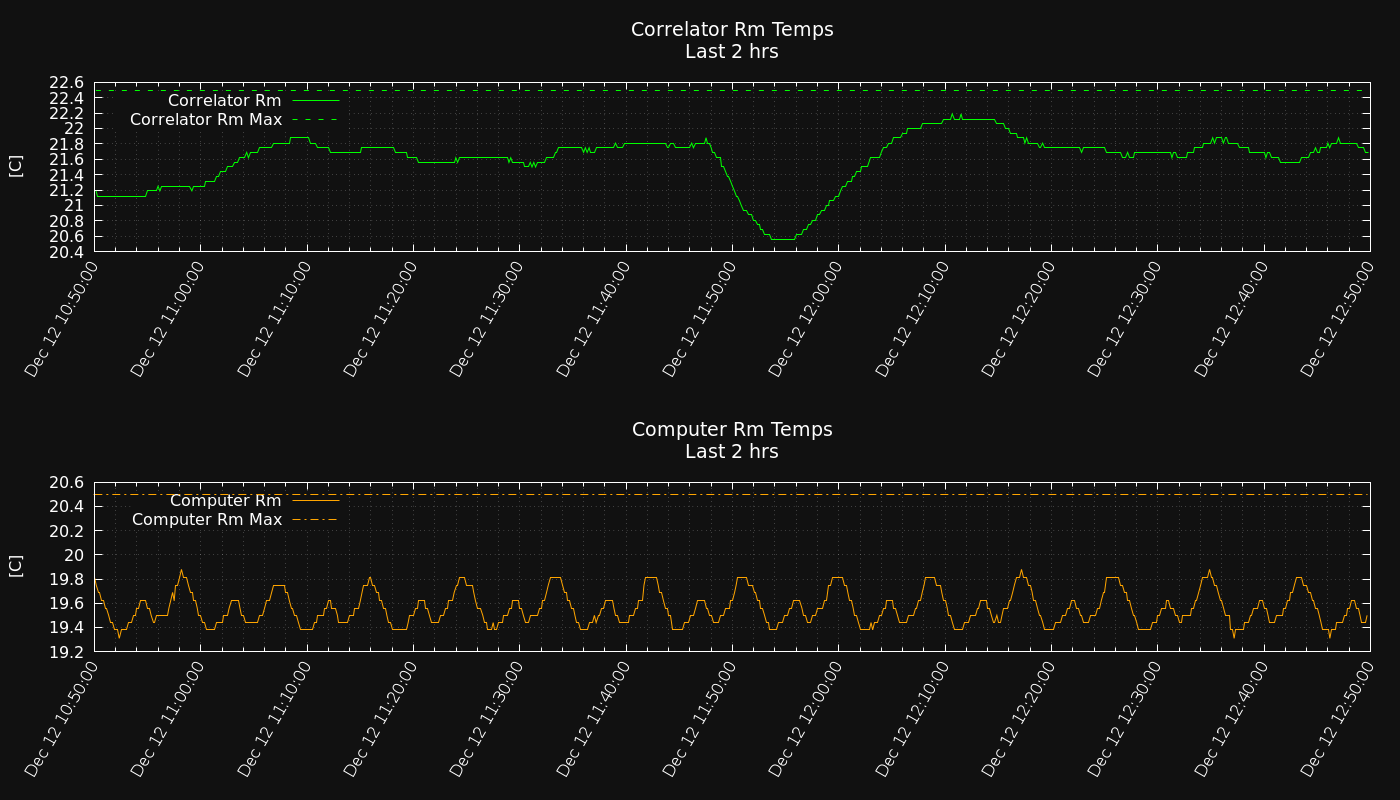 Correlator Rm Temps
Last 2 hrs
[C]
22.6
22.4
22.2
22
21.8
21.6
21.4
21.2
21
20.8
20.6
20.4
Correlator Rm
Correlator Rm Max
Dec 12 10:50:00
Dec 12 11:00:00
Dec 12 11:10:00
Dec 12 11:20:00
Dec 12 11:30:00
Dec 12 11:40:00
Dec 12 11:50:00
Dec 12 12:00:00
Dec 12 12:10:00
Dec 12 12:20:00
Dec 12 12:30:00
Dec 12 12:40:00
Dec 12 12:50:00
Computer Rm Temps
Last 2 hrs
[C]
20.6
20.4
20.2
20
19.8
19.6
19.4
19.2
Computer Rm
Computer Rm Max
Dec 12 10:50:00
Dec 12 11:00:00
Dec 12 11:10:00
Dec 12 11:20:00
Dec 12 11:30:00
Dec 12 11:40:00
Dec 12 11:50:00
Dec 12 12:00:00
Dec 12 12:10:00
Dec 12 12:20:00
Dec 12 12:30:00
Dec 12 12:40:00
Dec 12 12:50:00